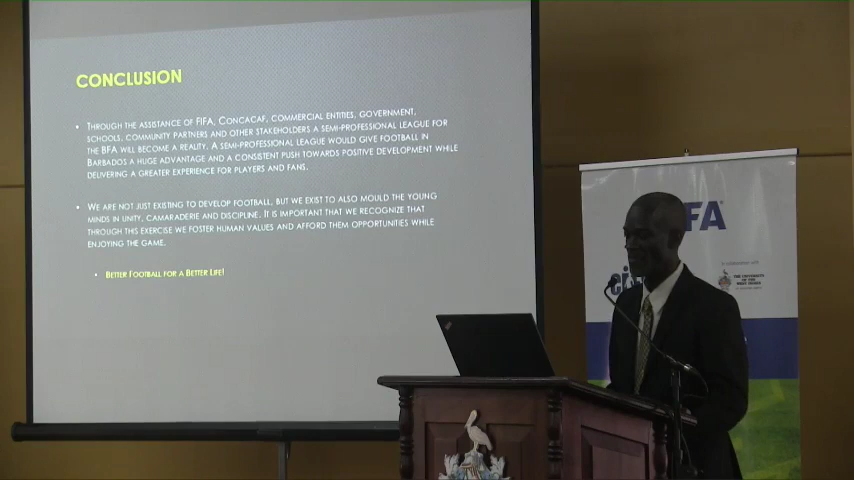 CONCLUSION
• THROUGH THE ASSISTANCE OF FIFA, CONCACAF, COMMERCIAL ENTITIES, GOVERNMENT,
SCHOOLS, COMMUNITY PARTNERS AND OTHER STAKEHOLDERS A SEMI-PROFESSIONAL LEAGUE FOR
THE BFA WILL BECOME A REALITY. A SEMI-PROFESSIONAL LEAGUE WOULD GIVE FOOTBALL IN
BARBADOS A HUGE ADVANTAGE AND A CONSISTENT PUSH TOWARDS POSITIVE DEVELOPMENT WHILE
DELIVERING A GREATER EXPERIENCE FOR PLAYERS AND FANS.
• WE ARE NOT JUST EXISTING TO DEVELOP FOOTBALL, BUT WE EXIST TO ALSO MOULD THE YOUNG
MINDS IN UNITY, CAMARADERIE AND DISCIPLINE. IT IS IMPORTANT THAT WE RECOGNIZE THAT
THROUGH THIS EXERCISE WE FOSTER HUMAN VALUES AND AFFORD THEM OPPORTUNITIES WHILE
ENJOYING THE GAME.
• BETTER FOOTBALL FOR A BETTER LIFE!
FA
in collaboration with
THE UNIVERSITY
OF THE
WEST INDIES